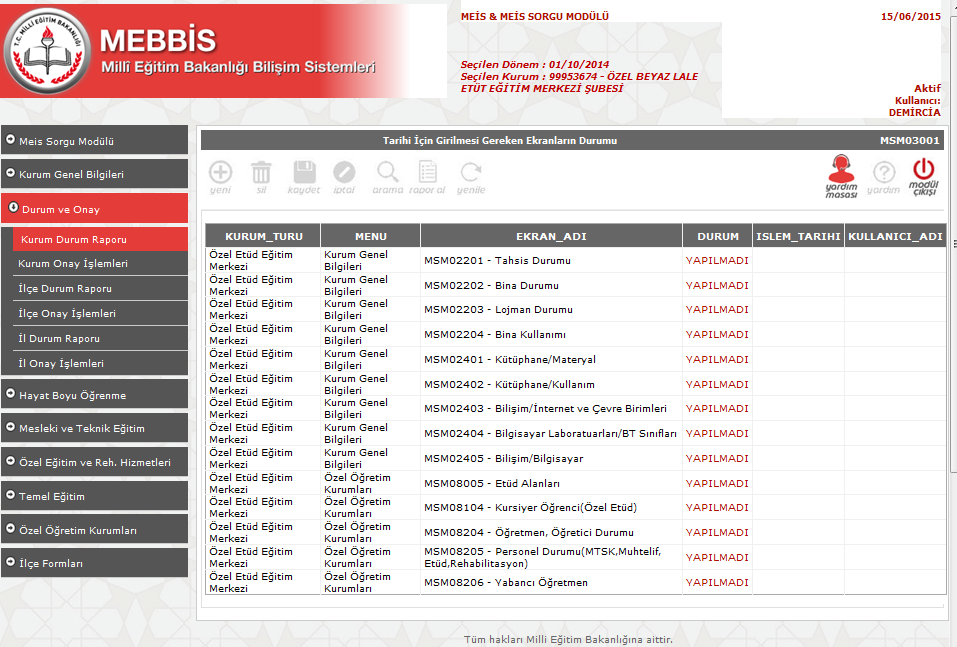 T.C. MİLLİ EĞİTİM BAKANLIĞI
MEBBİS
Millî Eğitim Bakanlığı Bilişim Sistemleri
MEİS & MEİS SORGU MODÜLÜ
15/06/2015
Seçilen Dönem : 01/10/2014
Seçilen Kurum : 99953674 - ÖZEL BEYAZ LALE
ETÜT EĞİTİM MERKEZİ ŞUBESİ
Aktif
Kullanıcı:
DEMİRCİA
Meis Sorgu Modülü
Kurum Genel Bilgileri
Durum ve Onay
Kurum Durum Raporu
Kurum Onay İşlemleri
İlçe Durum Raporu
İlçe Onay İşlemleri
İl Durum Raporu
İl Onay İşlemleri
Hayat Boyu Öğrenme
Mesleki ve Teknik Eğitim
Özel Eğitim ve Reh. Hizmetleri
Temel Eğitim
Özel Öğretim Kurumları
İlçe Formları
Tarihi İçin Girilmesi Gereken Ekranların Durumu MSM03001
yeni sil kaydet iptal arama rapor al yenile yardım masası yardım modül çıkışı
KURUM_TURU MENU EKRAN_ADI DURUM ISLEM_TARIHI KULLANICI_ADI
Özel Etüd Eğitim Kurum Genel
Merkezi Bilgileri MSM02201 - Tahsis Durumu YAPILMADI
Özel Etüd Eğitim Kurum Genel
Merkezi Bilgileri MSM02202 - Bina Durumu YAPILMADI
Özel Etüd Eğitim Kurum Genel
Merkezi Bilgileri MSM02203 - Lojman Durumu YAPILMADI
Özel Etüd Eğitim Kurum Genel
Merkezi Bilgileri MSM02204 - Bina Kullanımı YAPILMADI
Özel Etüd Eğitim Kurum Genel
Merkezi Bilgileri MSM02401 - Kütüphane/Materyal YAPILMADI
Özel Etüd Eğitim Kurum Genel
Merkezi Bilgileri MSM02402 - Kütüphane/Kullanım YAPILMADI
Özel Etüd Eğitim Kurum Genel
Merkezi Bilgileri MSM02403 - Bilişim/İnternet ve Çevre Birimleri YAPILMADI
Özel Etüd Eğitim Kurum Genel
Merkezi Bilgileri MSM02404 - Bilgisayar Laboratuarları/BT Sınıfları YAPILMADI
Özel Etüd Eğitim Kurum Genel
Merkezi Bilgileri MSM02405 - Bilişim/Bilgisayar YAPILMADI
Özel Etüd Eğitim Özel Öğretim
Merkezi Kurumları MSM08005 - Etüd Alanları YAPILMADI
Özel Etüd Eğitim Özel Öğretim
Merkezi Kurumları MSM08104 - Kursiyer Öğrenci(Özel Etüd) YAPILMADI
Özel Etüd Eğitim Özel Öğretim
Merkezi Kurumları MSM08204 - Öğretmen, Öğretici Durumu YAPILMADI
Özel Etüd Eğitim Özel Öğretim MSM08205 - Personel Durumu(MTSK,Muhtelif,
Merkezi Kurumları Etüd,Rehabilitasyon) YAPILMADI
Özel Etüd Eğitim Özel Öğretim
Merkezi Kurumları MSM08206 - Yabancı Öğretmen YAPILMADI
Tüm hakları Milli Eğitim Bakanlığına aittir.